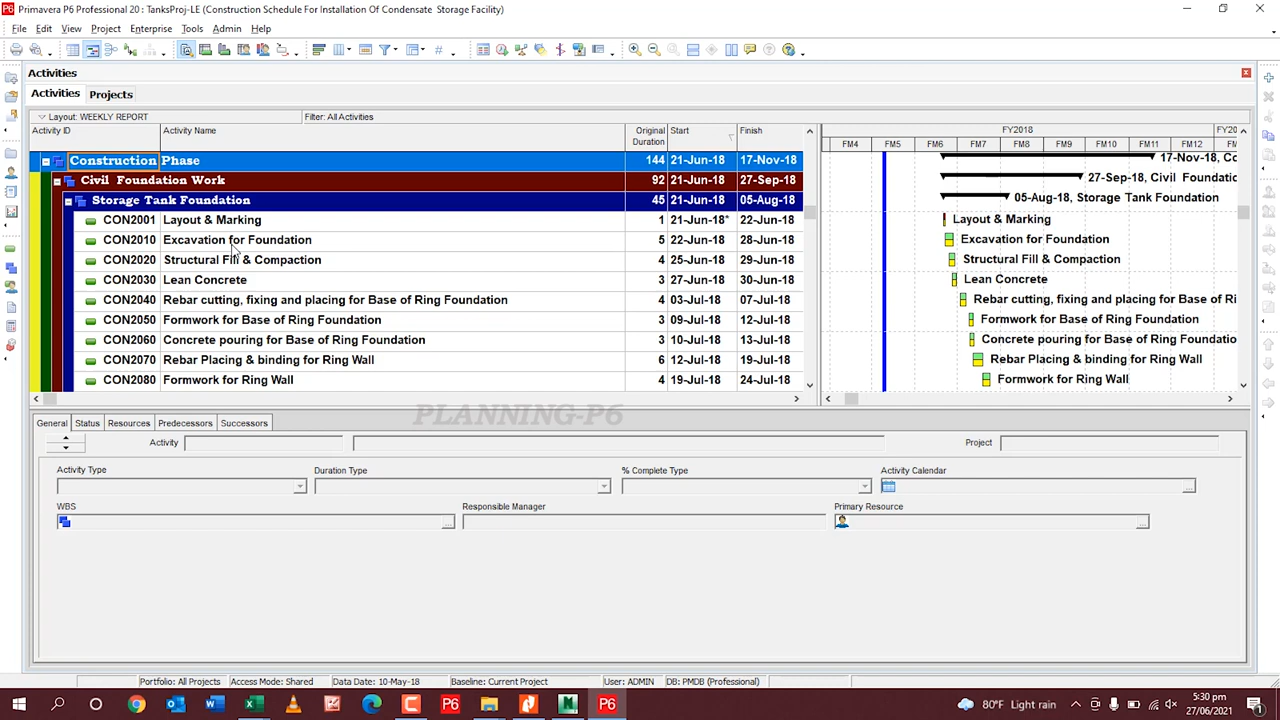 Primavera P6 Professional 20 : TanksProj-LE (Construction Schedule For Installation Of Condensate Storage Facility)
File Edit View Project Enterprise Tools Admin Help
Activities
Activities Projects
Layout: WEEKLY REPORT Filter: All Activities
Activity ID Activity Name Original Duration Start Finish
FY2018 FY20
FM4 FM5 FM6 FM7 FM8 FM9 FM10 FM11 FM12 FM
Construction Phase 144 21-Jun-18 17-Nov-18 17-Nov-18, Co
Civil Foundation Work 92 21-Jun-18 27-Sep-18 27-Sep-18, Civil Foundatio
Storage Tank Foundation 45 21-Jun-18 05-Aug-18 05-Aug-18, Storage Tank Foundation
CON2001 Layout & Marking 1 21-Jun-18* 22-Jun-18 Layout & Marking
CON2010 Excavation for Foundation 5 22-Jun-18 28-Jun-18 Excavation for Foundation
CON2020 Structural Fill & Compaction 4 25-Jun-18 29-Jun-18 Structural Fill & Compaction
CON2030 Lean Concrete 3 27-Jun-18 30-Jun-18 Lean Concrete
CON2040 Rebar cutting, fixing and placing for Base of Ring Foundation 4 03-Jul-18 07-Jul-18 Rebar cutting, fixing and placing for Base of Ri
CON2050 Formwork for Base of Ring Foundation 3 09-Jul-18 12-Jul-18 Formwork for Base of Ring Foundation
CON2060 Concrete pouring for Base of Ring Foundation 3 10-Jul-18 13-Jul-18 Concrete pouring for Base of Ring Foundatio
CON2070 Rebar Placing & binding for Ring Wall 6 12-Jul-18 19-Jul-18 Rebar Placing & binding for Ring Wall
CON2080 Formwork for Ring Wall 4 19-Jul-18 24-Jul-18 Formwork for Ring Wall
PLANNING-P6
General Status Resources Predecessors Successors
Activity Project
Activity Type Duration Type % Complete Type Activity Calendar
WBS Responsible Manager Primary Resource
Portfolio: All Projects Access Mode: Shared Data Date: 10-May-18 Baseline: Current Project User: ADMIN DB: PMDB (Professional)
80°F Light rain 5:30 pm
27/06/2021